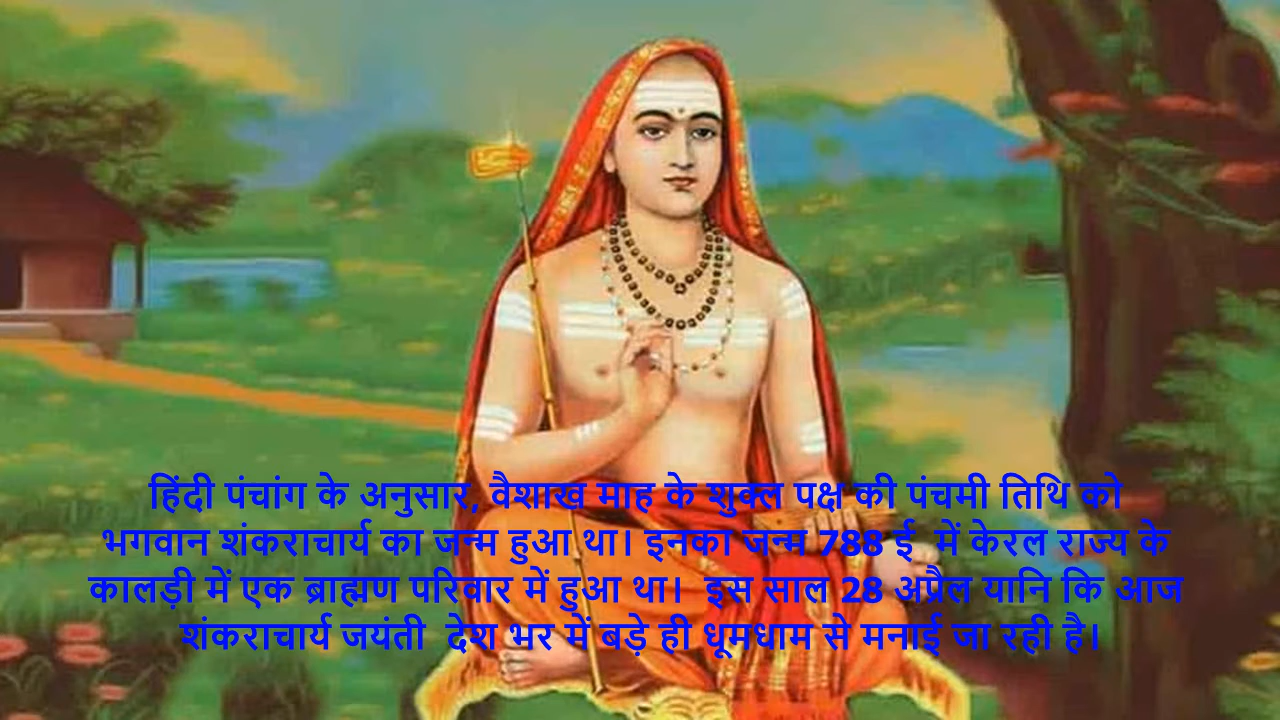 हिंदी पंचांग के अनुसार, वैशाख माह के शुक्ल पक्ष की पंचमी तिथि को
भगवान शंकराचार्य का जन्म हुआ था। इनका जन्म 788 ई  में केरल राज्य के
कालड़ी में एक ब्राह्मण परिवार में हुआ था।  इस साल 28 अप्रैल यानि कि आज
शंकराचार्य जयंती  देश भर में बड़े ही धूमधाम से मनाई जा रही है।